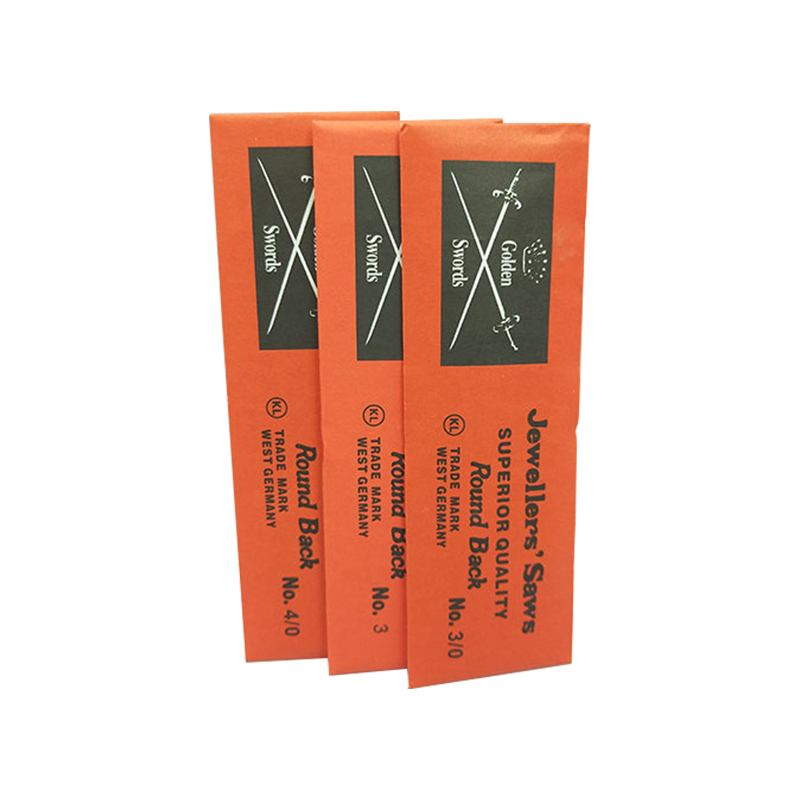 Swords
KL
TRADE MARK
WEST GERMANY
Round Back
No. 4/0
Swords
KL
TRADE MARK
WEST GERMANY
Round Back
No. 3
Golden
Swords
Jewellers' Saws
SUPERIOR QUALITY
Round Back
KL
TRADE MARK
WEST GERMANY
No. 3/0